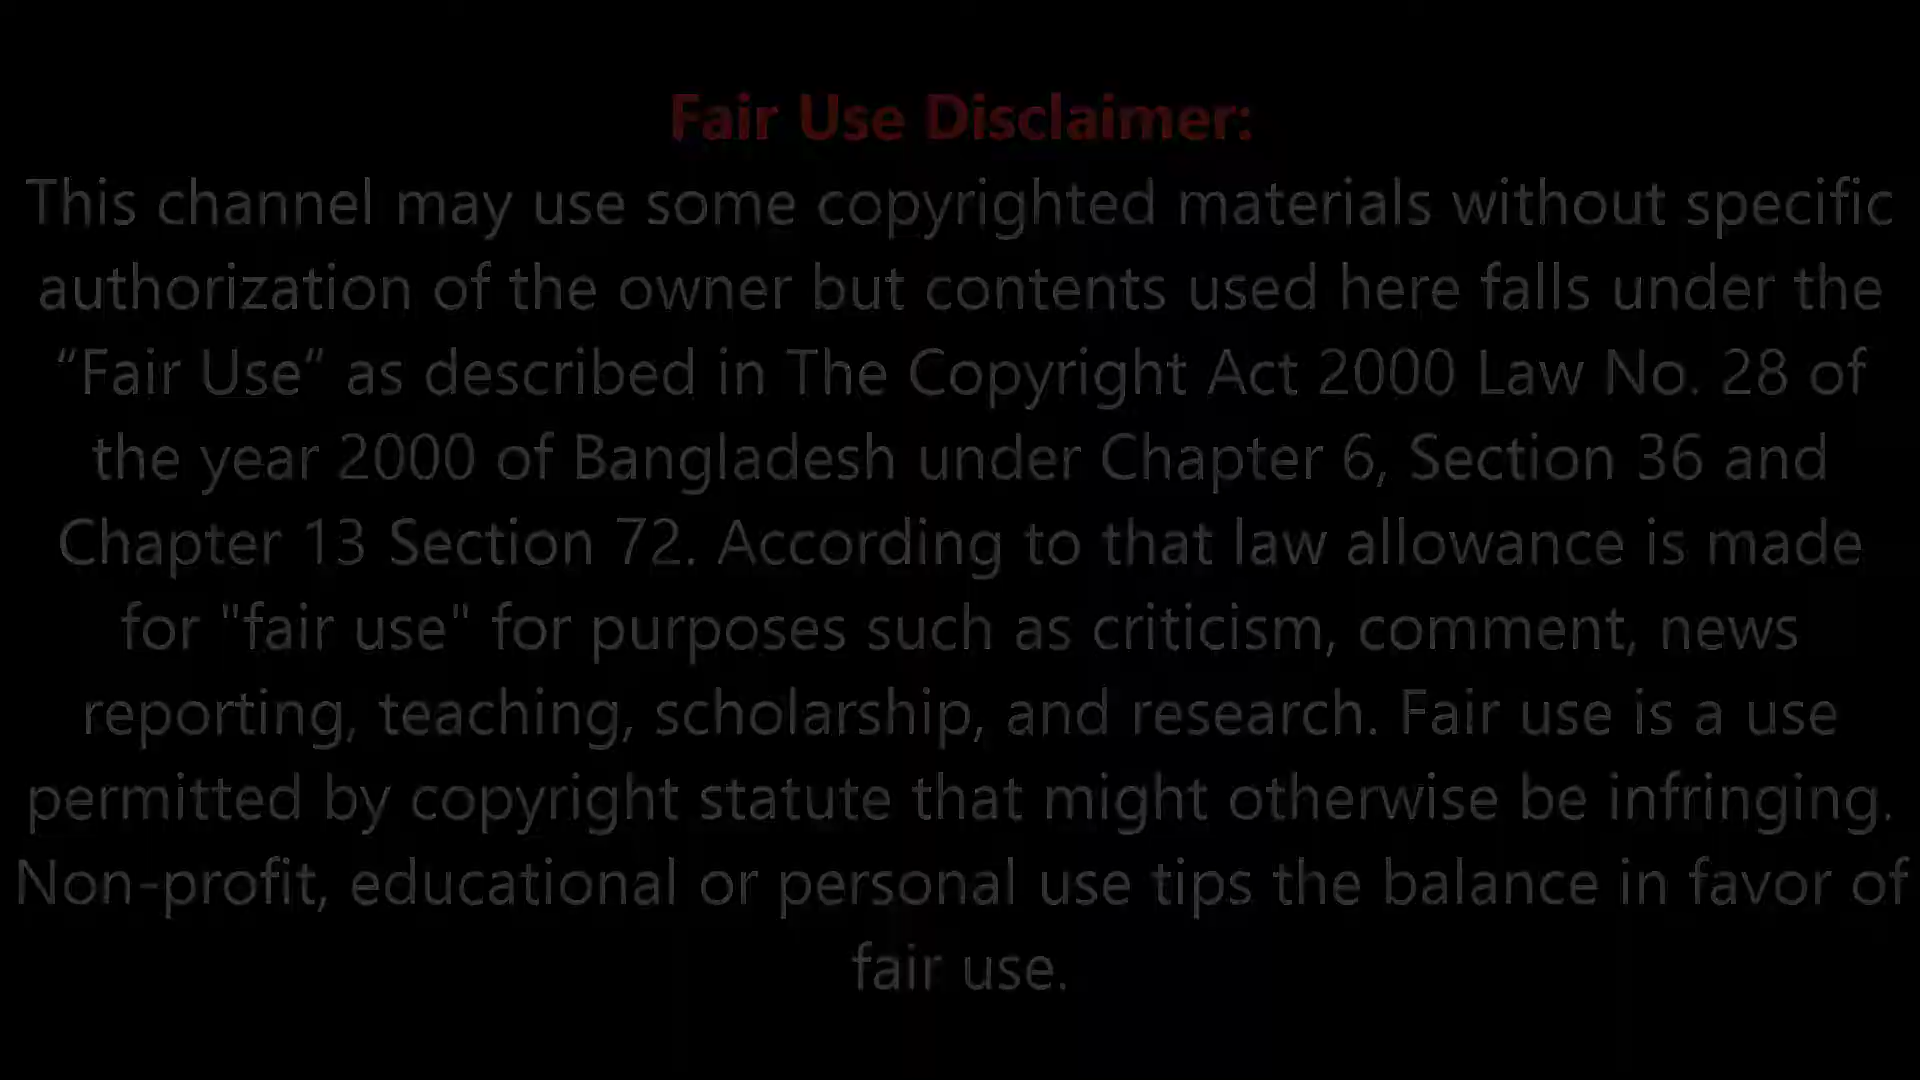 Fair Use Disclaimer:
This channel may use some copyrighted materials without specific
authorization of the owner but contents used here falls under the
“Fair Use” as described in The Copyright Act 2000 Law No. 28 of
the year 2000 of Bangladesh under Chapter 6, Section 36 and
Chapter 13 Section 72. According to that law allowance is made
for "fair use" for purposes such as criticism, comment, news
reporting, teaching, scholarship, and research. Fair use is a use
permitted by copyright statute that might otherwise be infringing.
Non-profit, educational or personal use tips the balance in favor of
fair use.